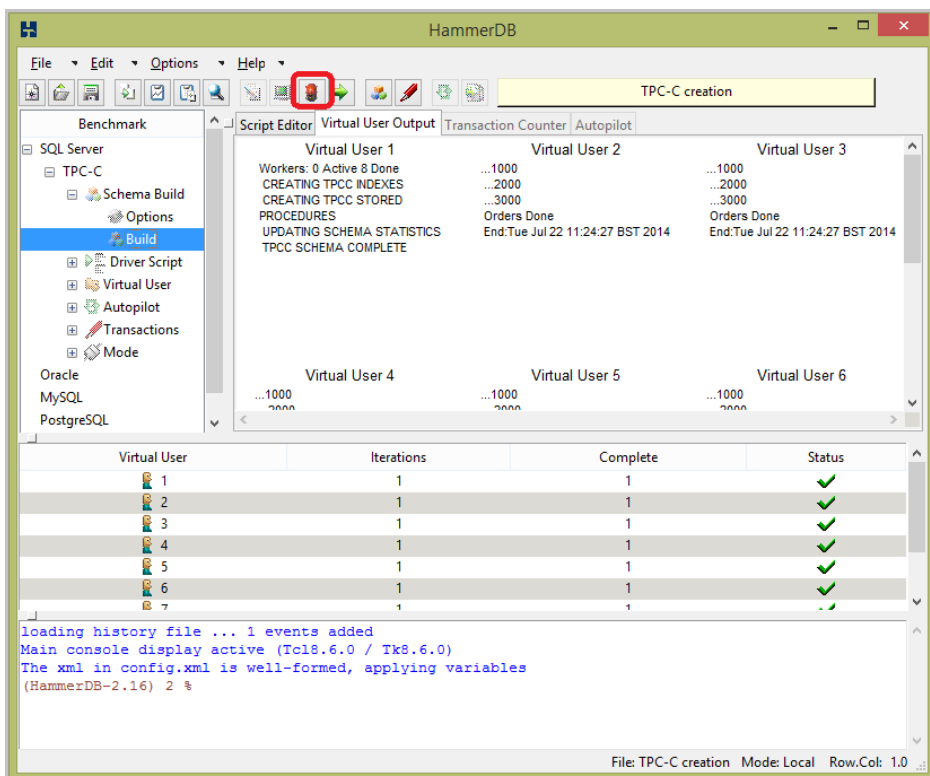 HammerDB
File Edit Options Help
TPC-C creation
Benchmark
Script Editor Virtual User Output Transaction Counter Autopilot
SQL Server
TPC-C
Schema Build
Options
Build
Driver Script
Virtual User
Autopilot
Transactions
Mode
Oracle
MySQL
PostgreSQL
Virtual User 1
Workers: 0 Active 8 Done
CREATING TPCC INDEXES
CREATING TPCC STORED
PROCEDURES
UPDATING SCHEMA STATISTICS
TPCC SCHEMA COMPLETE
Virtual User 2
...1000
...2000
...3000
Orders Done
End:Tue Jul 22 11:24:27 BST 2014
Virtual User 3
...1000
...2000
...3000
Orders Done
End:Tue Jul 22 11:24:27 BST 2014
Virtual User 4
...1000
...2000
Virtual User 5
...1000
...2000
Virtual User 6
...1000
...2000
Virtual User Iterations Complete Status
1 1 1
2 1 1
3 1 1
4 1 1
5 1 1
6 1 1
7 1 1
loading history file ... 1 events added
Main console display active (Tcl8.6.0 / Tk8.6.0)
The xml in config.xml is well-formed, applying variables
(HammerDB-2.16) 2 %
File: TPC-C creation Mode: Local Row.Col: 1.0